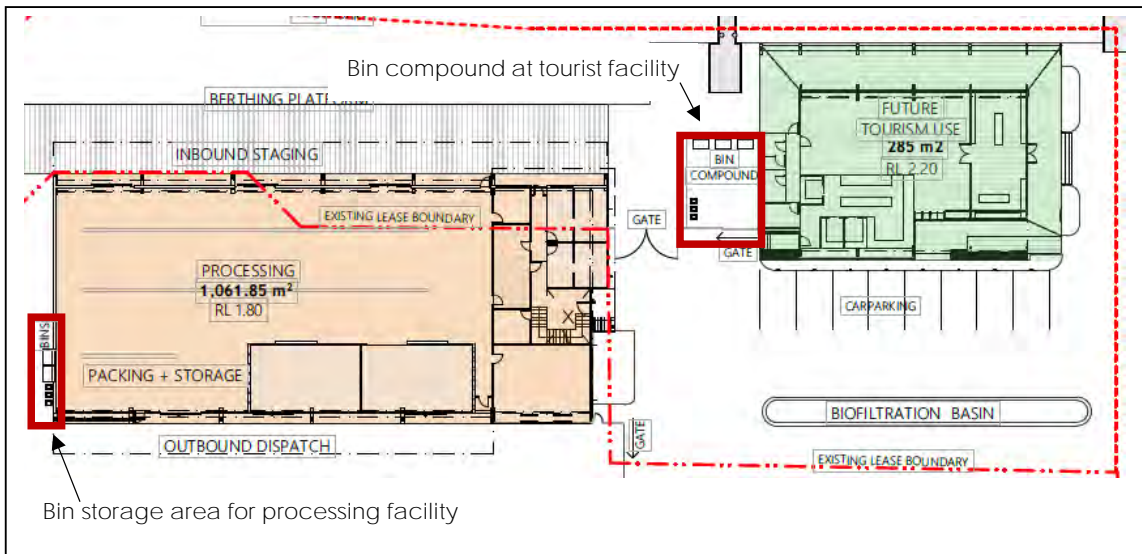 Bin compound at tourist facility
BERTHING PLATFORM
INBOUND STAGING
FUTURE
TOURISM USE
285 m2
RL 2.20
BIN
COMPOUND
EXISTING LEASE BOUNDARY
GATE
GATE
PROCESSING
1,061.85 m²
RL 1.80
CARPARKING
BINS
PACKING + STORAGE
BIOFILTRATION BASIN
OUTBOUND DISPATCH
GATE
EXISTING LEASE BOUNDARY
Bin storage area for processing facility